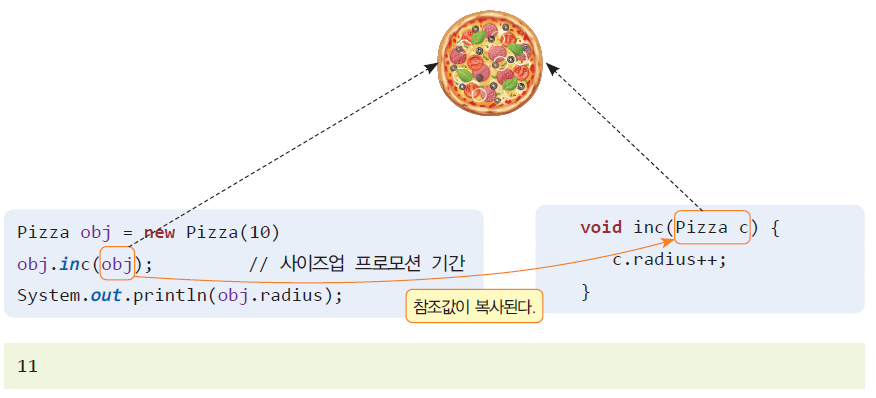 Pizza obj = new Pizza(10)
obj.inc(obj);          // 사이즈업 프로모션 기간
System.out.println(obj.radius);
void inc(Pizza c) {
    c.radius++;
}
참조값이 복사된다.
11